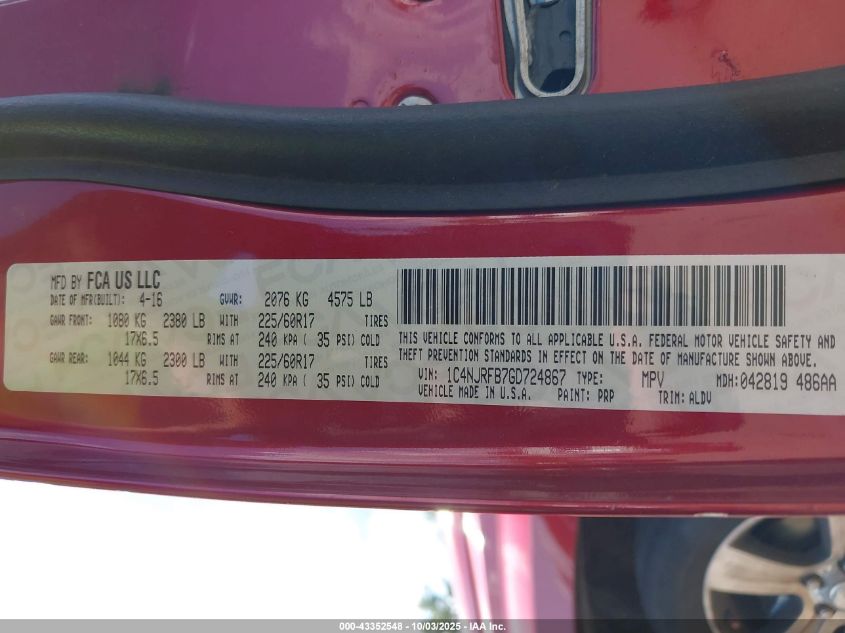 MFD BY FCA US LLC
DATE OF MFR(BUILT): 4-16 GVWR: 2076 KG 4575 LB
GAWR FRONT: 1080 KG 2380 LB WITH 225/60R17 TIRES
17X6.5 RIMS AT 240 KPA ( 35 PSI) COLD
GAWR REAR: 1044 KG 2300 LB WITH 225/60R17 TIRES
17X6.5 RIMS AT 240 KPA ( 35 PSI) COLD
THIS VEHICLE CONFORMS TO ALL APPLICABLE U.S.A. FEDERAL MOTOR VEHICLE SAFETY AND
THEFT PREVENTION STANDARDS IN EFFECT ON THE DATE OF MANUFACTURE SHOWN ABOVE.
VIN: 1C4NJRFB7GD724867 TYPE: MPV MDH: 042819 486AA
VEHICLE MADE IN U.S.A. PAINT: PRP TRIM: ALDV
000-43352548 - 10/03/2025 - IAA Inc.